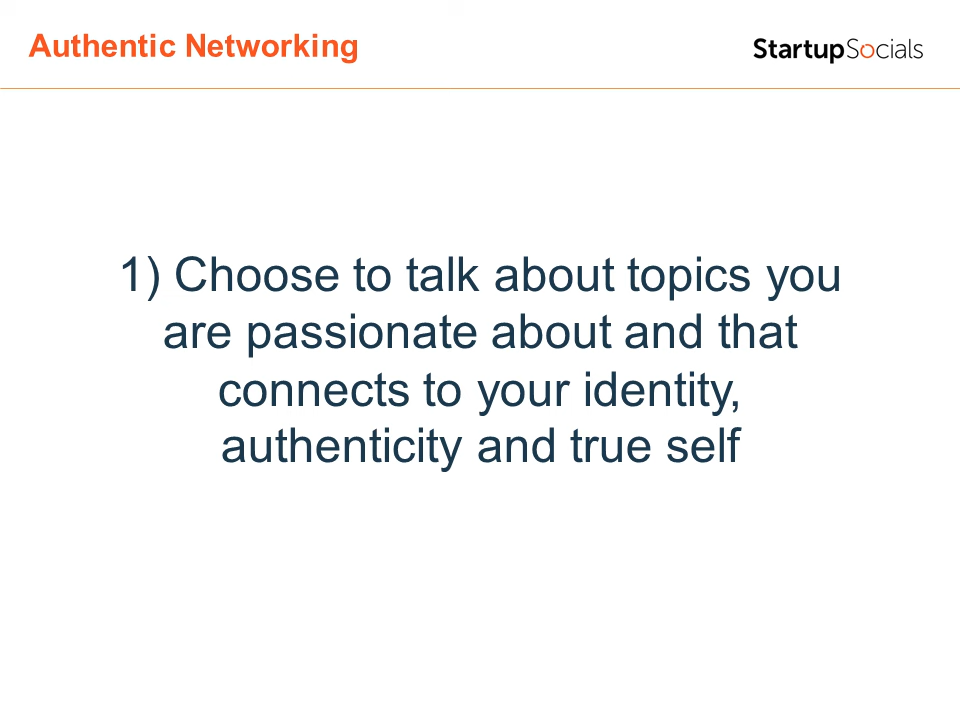 Authentic Networking
StartupSocials
1) Choose to talk about topics you
are passionate about and that
connects to your identity,
authenticity and true self